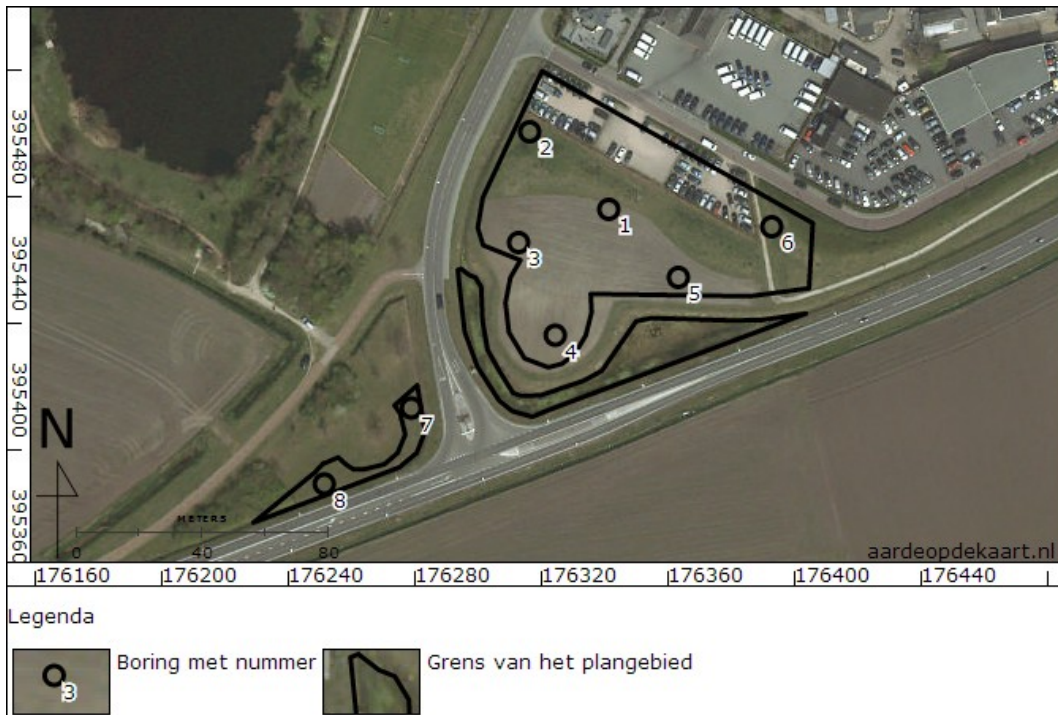 395480
395440
395400
395360
2
1
6
3
5
4
7
8
N
METERS
0 40 80
aardeopdekaart.nl
176160 176200 176240 176280 176320 176360 176400 176440
Legenda
3
Boring met nummer
Grens van het plangebied